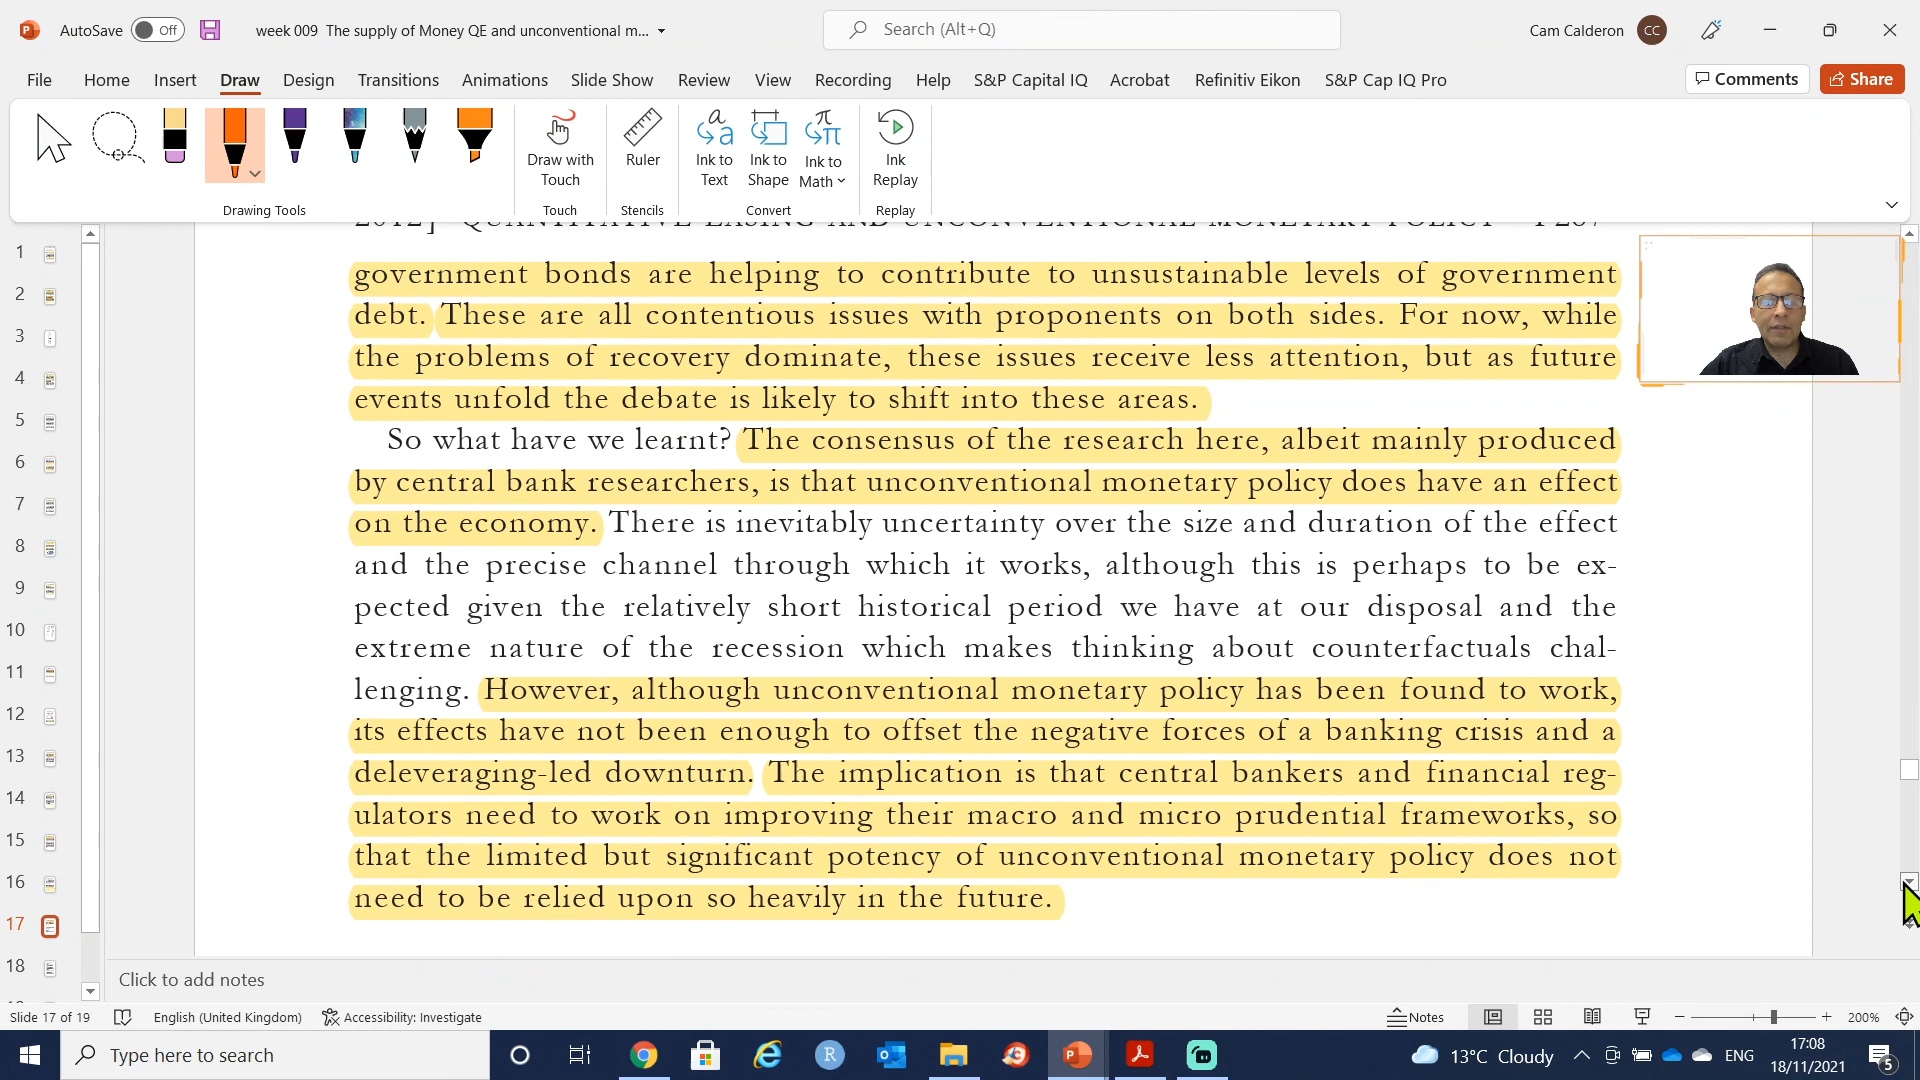 AutoSave Off week 009 The supply of Money QE and unconventional m... Search (Alt+Q) Cam Calderon CC
File Home Insert Draw Design Transitions Animations Slide Show Review View Recording Help S&P Capital IQ Acrobat Refinitiv Eikon S&P Cap IQ Pro Comments Share
Draw with Touch
Ruler
Ink to Text
Ink to Shape
Ink to Math
Ink Replay
Drawing Tools Touch Stencils Convert Replay
2012] QUANTITATIVE EASING AND UNCONVENTIONAL MONETARY POLICY
government bonds are helping to contribute to unsustainable levels of government
debt. These are all contentious issues with proponents on both sides. For now, while
the problems of recovery dominate, these issues receive less attention, but as future
events unfold the debate is likely to shift into these areas.
So what have we learnt? The consensus of the research here, albeit mainly produced
by central bank researchers, is that unconventional monetary policy does have an effect
on the economy. There is inevitably uncertainty over the size and duration of the effect
and the precise channel through which it works, although this is perhaps to be ex-
pected given the relatively short historical period we have at our disposal and the
extreme nature of the recession which makes thinking about counterfactuals chal-
lenging. However, although unconventional monetary policy has been found to work,
its effects have not been enough to offset the negative forces of a banking crisis and a
deleveraging-led downturn. The implication is that central bankers and financial reg-
ulators need to work on improving their macro and micro prudential frameworks, so
that the limited but significant potency of unconventional monetary policy does not
need to be relied upon so heavily in the future.
1
2
3
4
5
6
7
8
9
10
11
12
13
14
15
16
17
18
Click to add notes
Slide 17 of 19 English (United Kingdom) Accessibility: Investigate Notes 200%
Type here to search 13°C Cloudy ENG 17:08
18/11/2021 5